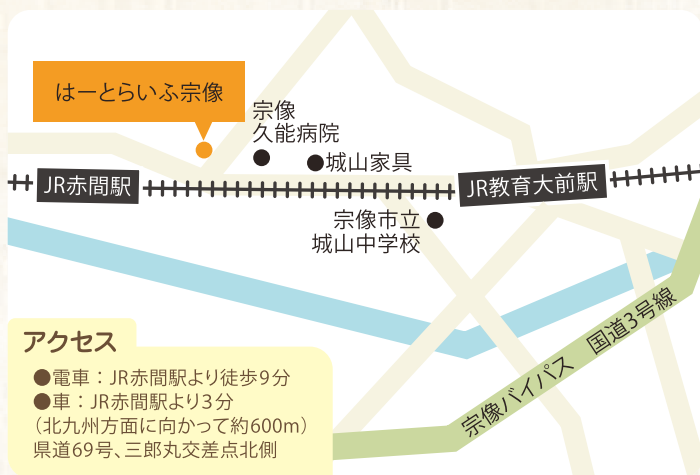 はーとらいふ宗像
宗像
久能病院
城山家具
JR赤間駅
JR教育大前駅
宗像市立
城山中学校
宗像バイパス 国道3号線
アクセス
●電車：JR赤間駅より徒歩9分
●車：JR赤間駅より3分
（北九州方面に向かって約600m）
県道69号、三郎丸交差点北側